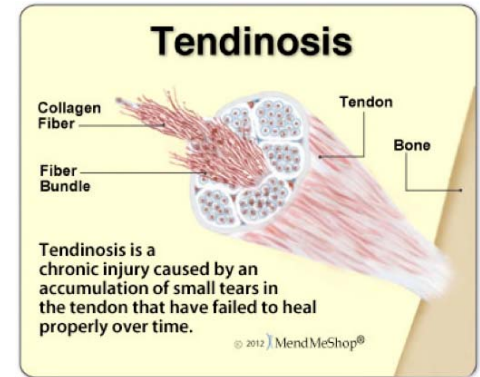 Tendinosis
Collagen
Fiber
Tendon
Bone
Fiber
Bundle
Tendinosis is a
chronic injury caused by an
accumulation of small tears in
the tendon that have failed to heal
properly over time.
© 2012 MendMeShop®